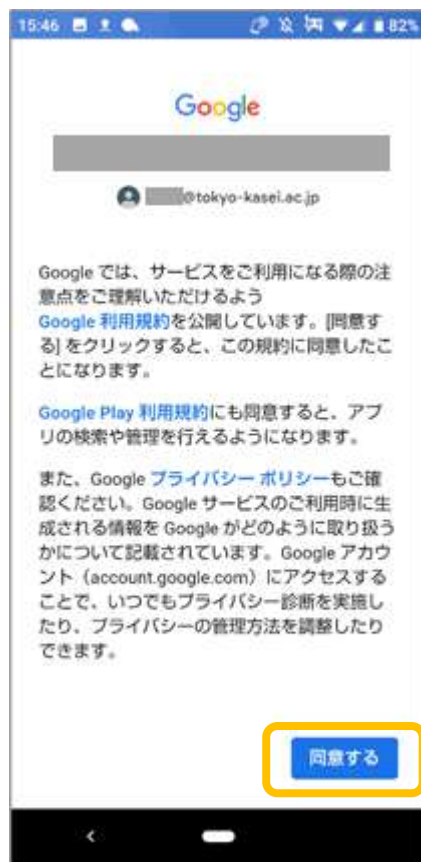 15:46
82%
Google
@tokyo-kasei.ac.jp
Google では、サービスをご利用になる際の注
意点をご理解いただけるよう
Google 利用規約を公開しています。[同意す
る] をクリックすると、この規約に同意したこ
とになります。
Google Play 利用規約にも同意すると、アプ
リの検索や管理を行えるようになります。
また、Google プライバシー ポリシーもご確
認ください。Google サービスのご利用時に生
成される情報を Google がどのように取り扱う
かについて記載されています。Google アカウ
ント（account.google.com）にアクセスする
ことで、いつでもプライバシー診断を実施し
たり、プライバシーの管理方法を調整したり
できます。
同意する